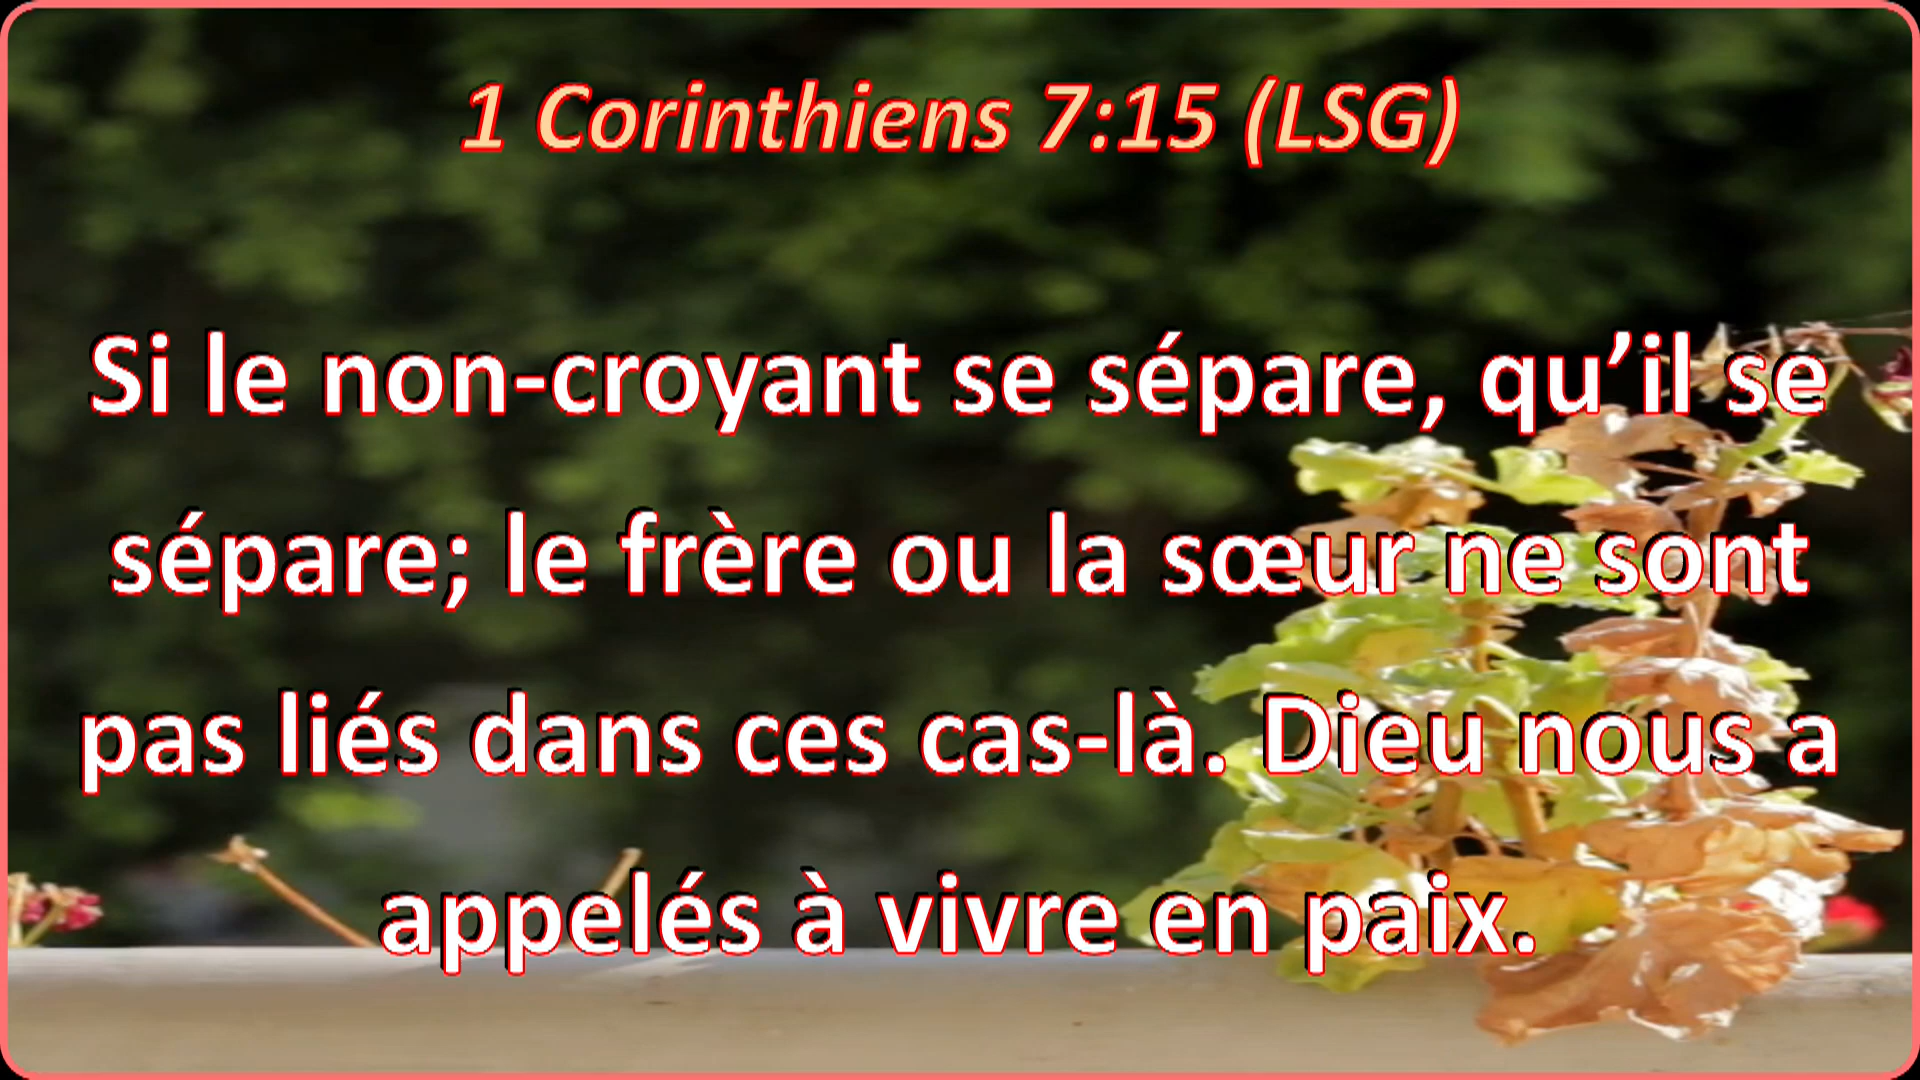 1 Corinthiens 7:15 (LSG)
Si le non-croyant se sépare, qu’il se
sépare; le frère ou la sœur ne sont
pas liés dans ces cas-là. Dieu nous a
appelés à vivre en paix.